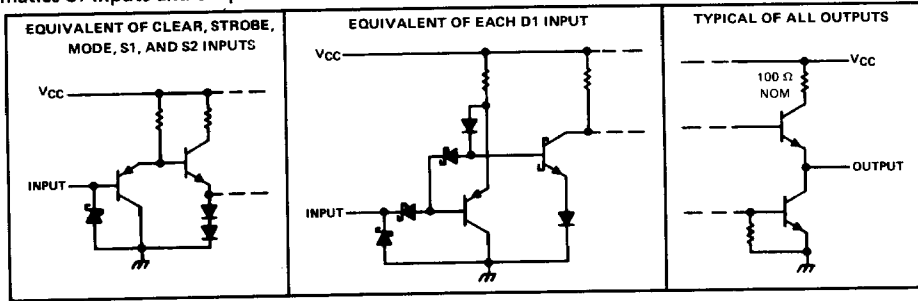 EQUIVALENT OF CLEAR, STROBE,
MODE, S1, AND S2 INPUTS
VCC
INPUT
EQUIVALENT OF EACH D1 INPUT
VCC
INPUT
TYPICAL OF ALL OUTPUTS
VCC
100 Ω
NOM
OUTPUT